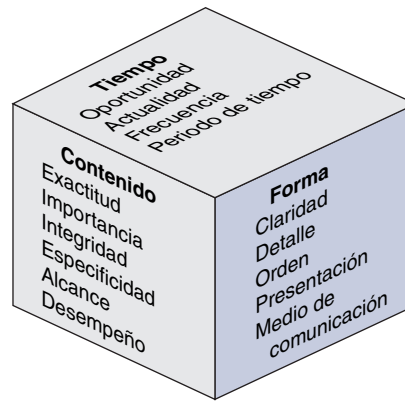 Tiempo
Oportunidad
Actualidad
Frecuencia
Periodo de tiempo
Contenido
Exactitud
Importancia
Integridad
Especificidad
Alcance
Desempeño
Forma
Claridad
Detalle
Orden
Presentación
Medio de
comunicación